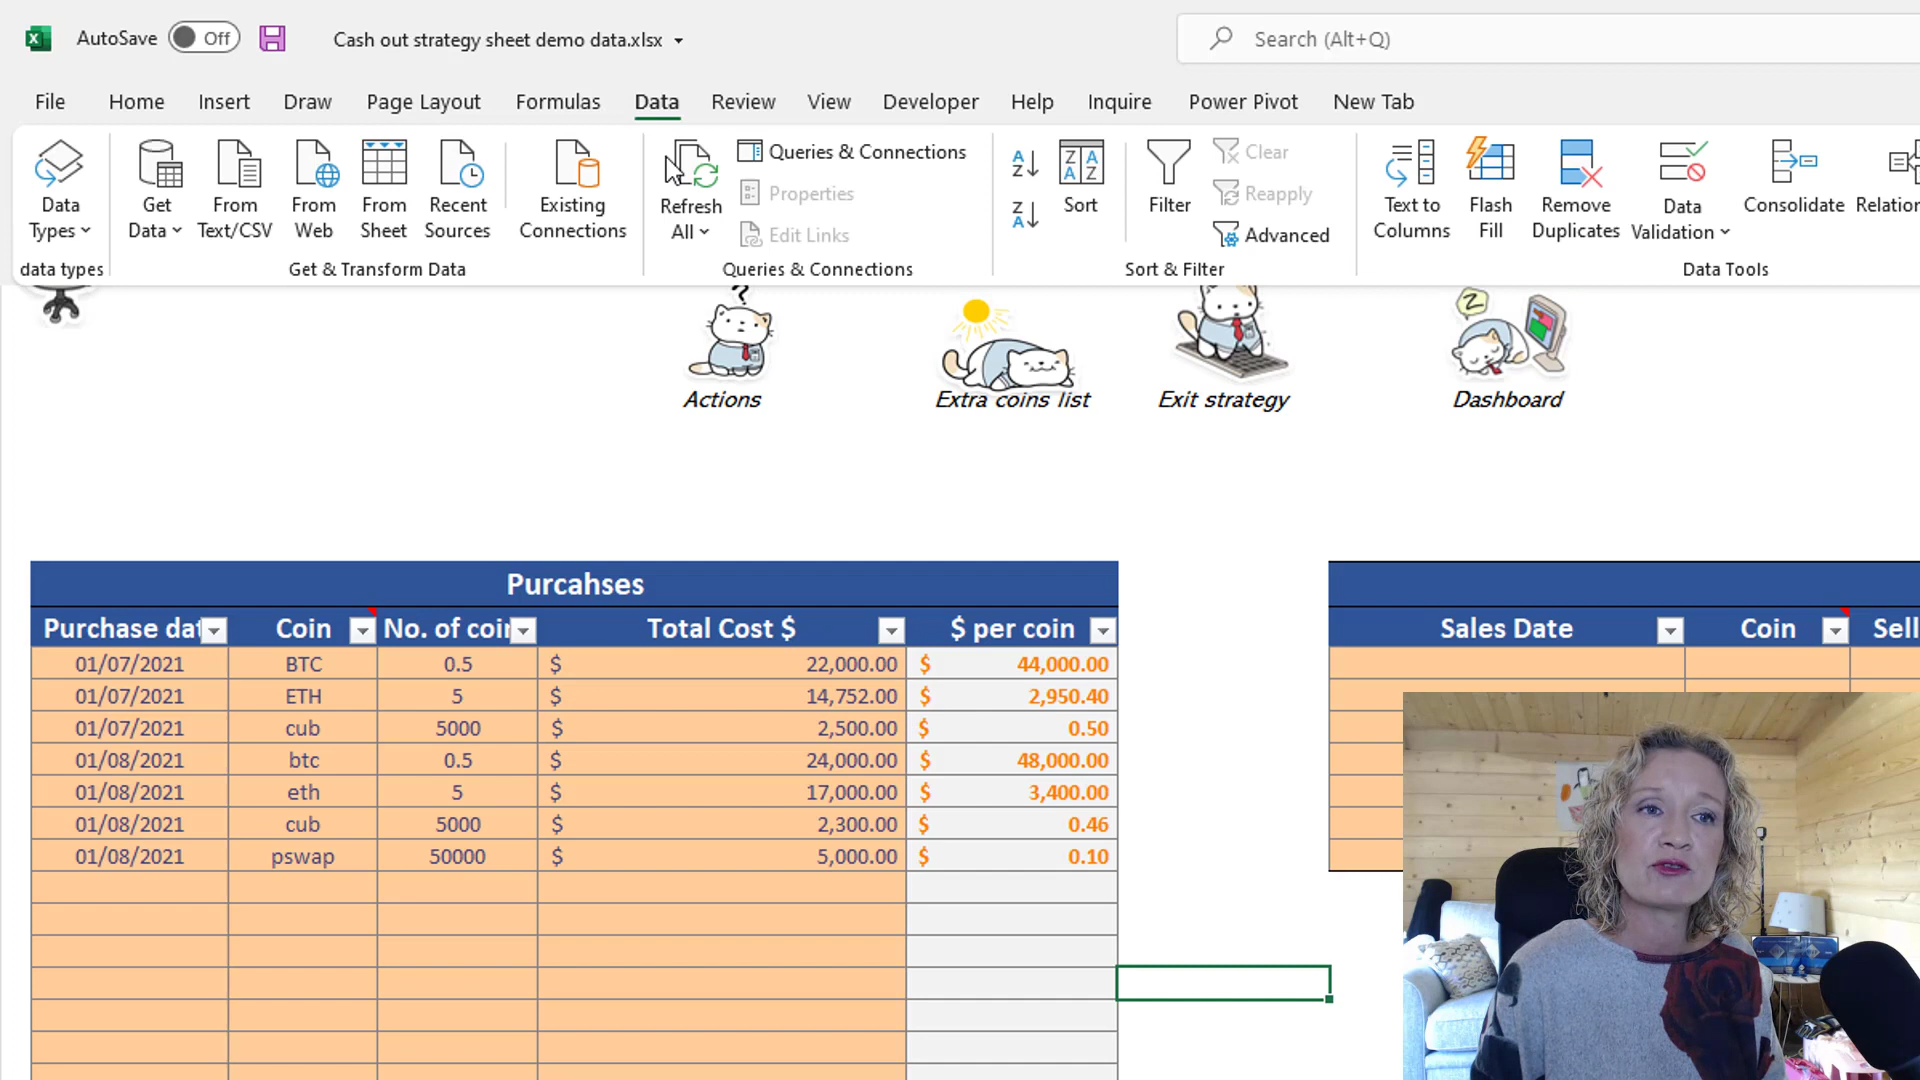 AutoSave Off Cash out strategy sheet demo data.xlsx Search (Alt+Q)
File Home Insert Draw Page Layout Formulas Data Review View Developer Help Inquire Power Pivot New Tab
Data Types
Get Data
From Text/CSV
From Web
From Sheet
Recent Sources
Existing Connections
Refresh All
Queries & Connections
Properties
Edit Links
Sort
Filter
Clear
Reapply
Advanced
Text to Columns
Flash Fill
Remove Duplicates
Data Validation
Consolidate
Relation
data types Get & Transform Data Queries & Connections Sort & Filter Data Tools
Actions Extra coins list Exit strategy Dashboard
Purcahses
Purchase dat Coin No. of coin Total Cost $ $ per coin Sales Date Coin Sell
01/07/2021 BTC 0.5 $ 22,000.00 $ 44,000.00
01/07/2021 ETH 5 $ 14,752.00 $ 2,950.40
01/07/2021 cub 5000 $ 2,500.00 $ 0.50
01/08/2021 btc 0.5 $ 24,000.00 $ 48,000.00
01/08/2021 eth 5 $ 17,000.00 $ 3,400.00
01/08/2021 cub 5000 $ 2,300.00 $ 0.46
01/08/2021 pswap 50000 $ 5,000.00 $ 0.10